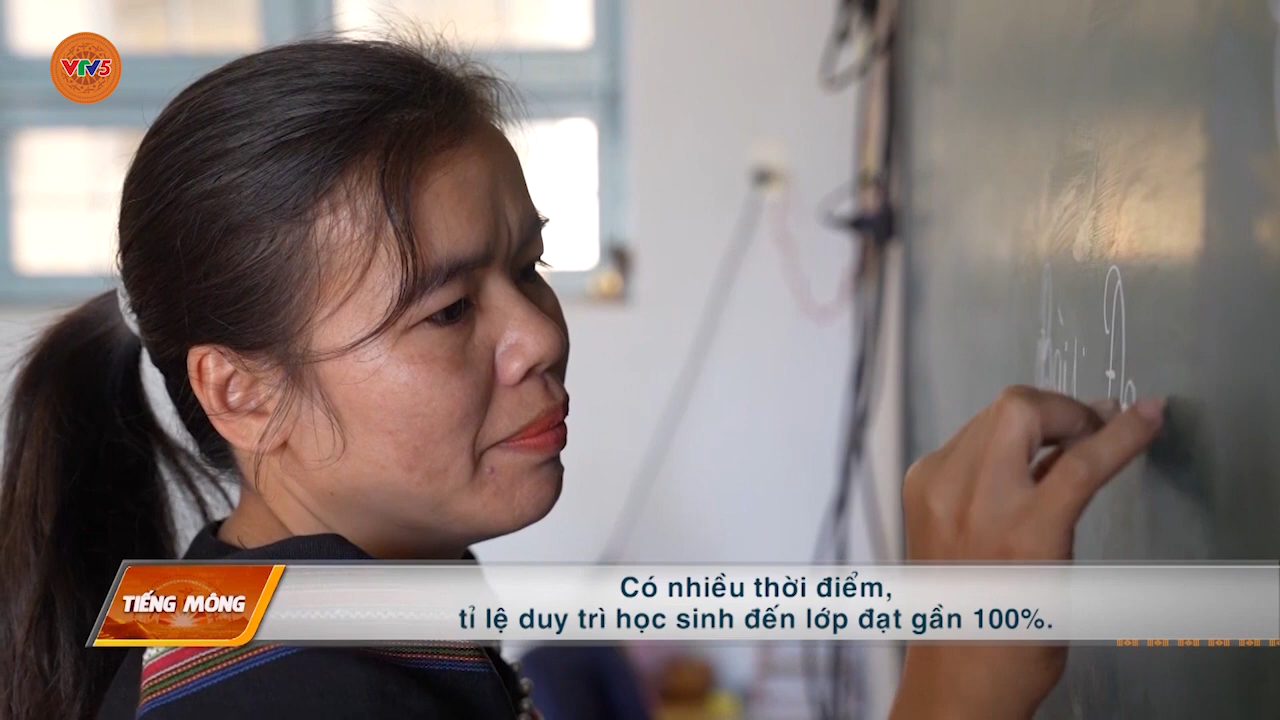 VTV5
Có nhiều thời điểm,
TIẾNG MÔNG
tỉ lệ duy trì học sinh đến lớp đạt gần 100%.